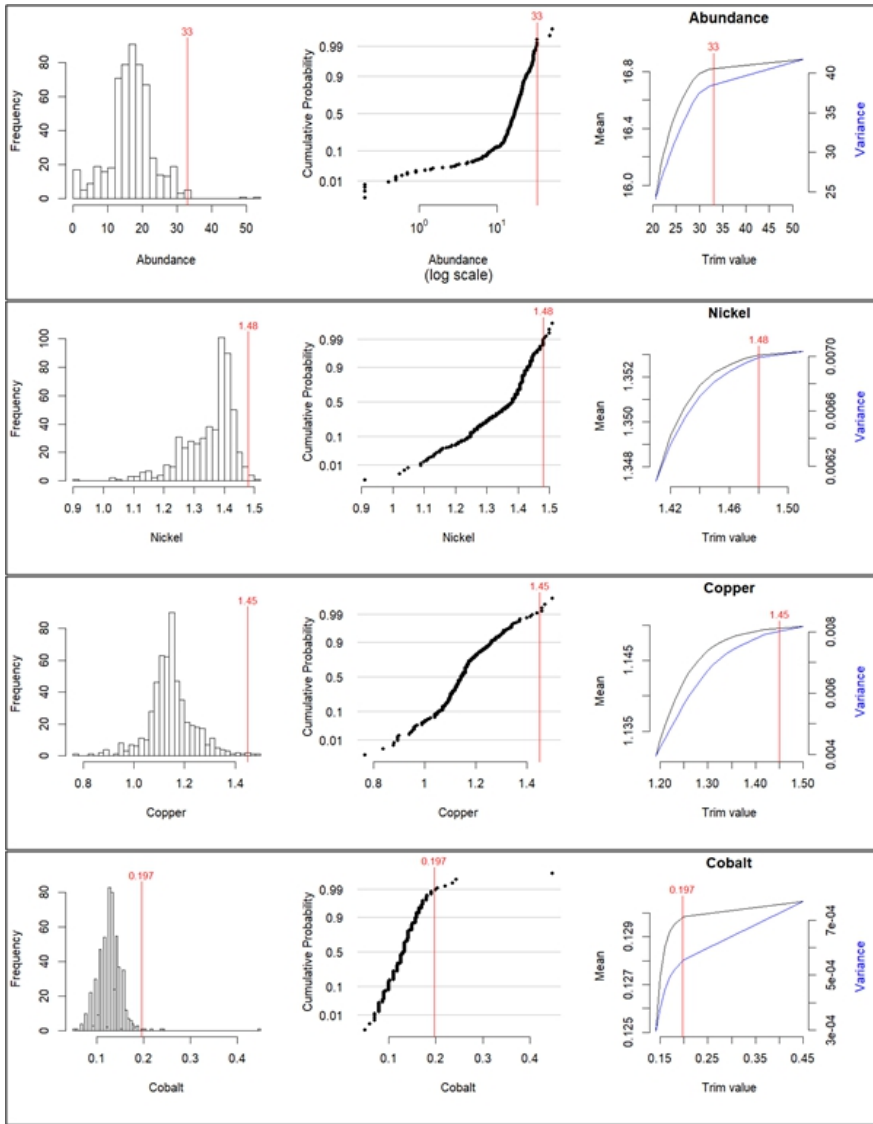 Abundance
33
33
33
Frequency
0 20 40 60 80
0 10 20 30 40 50
Abundance
Cumulative Probability
0.01 0.1 0.5 0.9 0.99
10⁰ 10¹
Abundance
(log scale)
Mean
16.0 16.4 16.8
20 25 30 35 40 45 50
Trim value
25 30 35 40
Variance
Nickel
1.48
1.48
1.48
Frequency
0 20 40 60 80 100
0.9 1.0 1.1 1.2 1.3 1.4 1.5
Nickel
Cumulative Probability
0.01 0.1 0.5 0.9 0.99
0.9 1 1.1 1.2 1.3 1.4 1.5
Nickel
Mean
1.348 1.350 1.352
1.42 1.46 1.50
Trim value
0.0062 0.0066 0.0070
Variance
Copper
1.45
1.45
1.45
Frequency
0 20 40 60 80
0.8 1.0 1.2 1.4
Copper
Cumulative Probability
0.01 0.1 0.5 0.9 0.99
0.8 1 1.2 1.4
Copper
Mean
1.135 1.145
1.20 1.30 1.40 1.50
Trim value
0.004 0.006 0.007 0.008
Variance
Cobalt
0.197
0.197
0.197
Frequency
0 20 40 60 80
0.1 0.2 0.3 0.4
Cobalt
Cumulative Probability
0.01 0.1 0.5 0.9 0.99
0.1 0.2 0.3 0.4
Cobalt
Mean
0.125 0.127 0.129
0.15 0.25 0.35 0.45
Trim value
3e-04 5e-04 7e-04
Variance